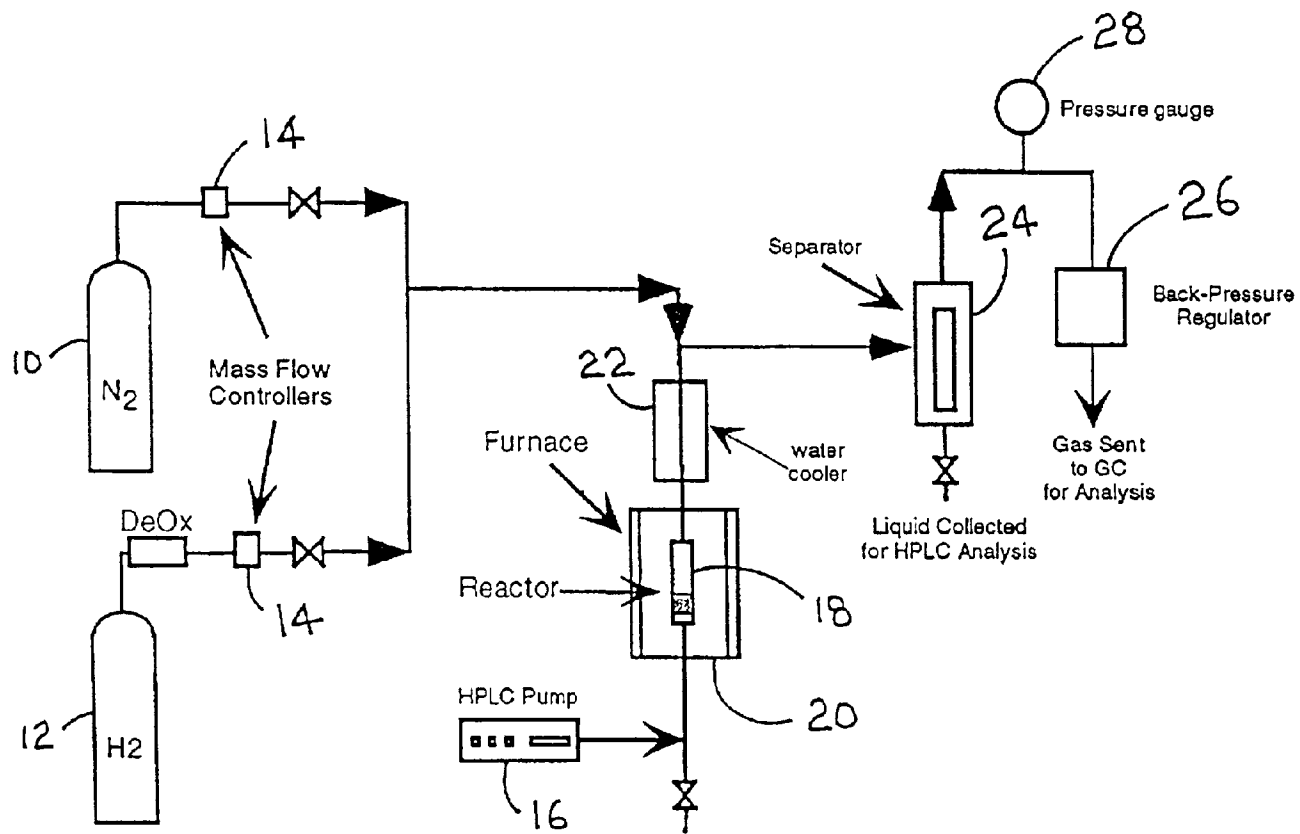 28
Pressure gauge
14
26
24
Separator
Back-Pressure
Regulator
10
N2
Mass Flow
Controllers
22
Furnace
water
cooler
Gas Sent
to GC
for Analysis
DeOx
Liquid Collected
for HPLC Analysis
Reactor
18
14
HPLC Pump
20
12
H2
16